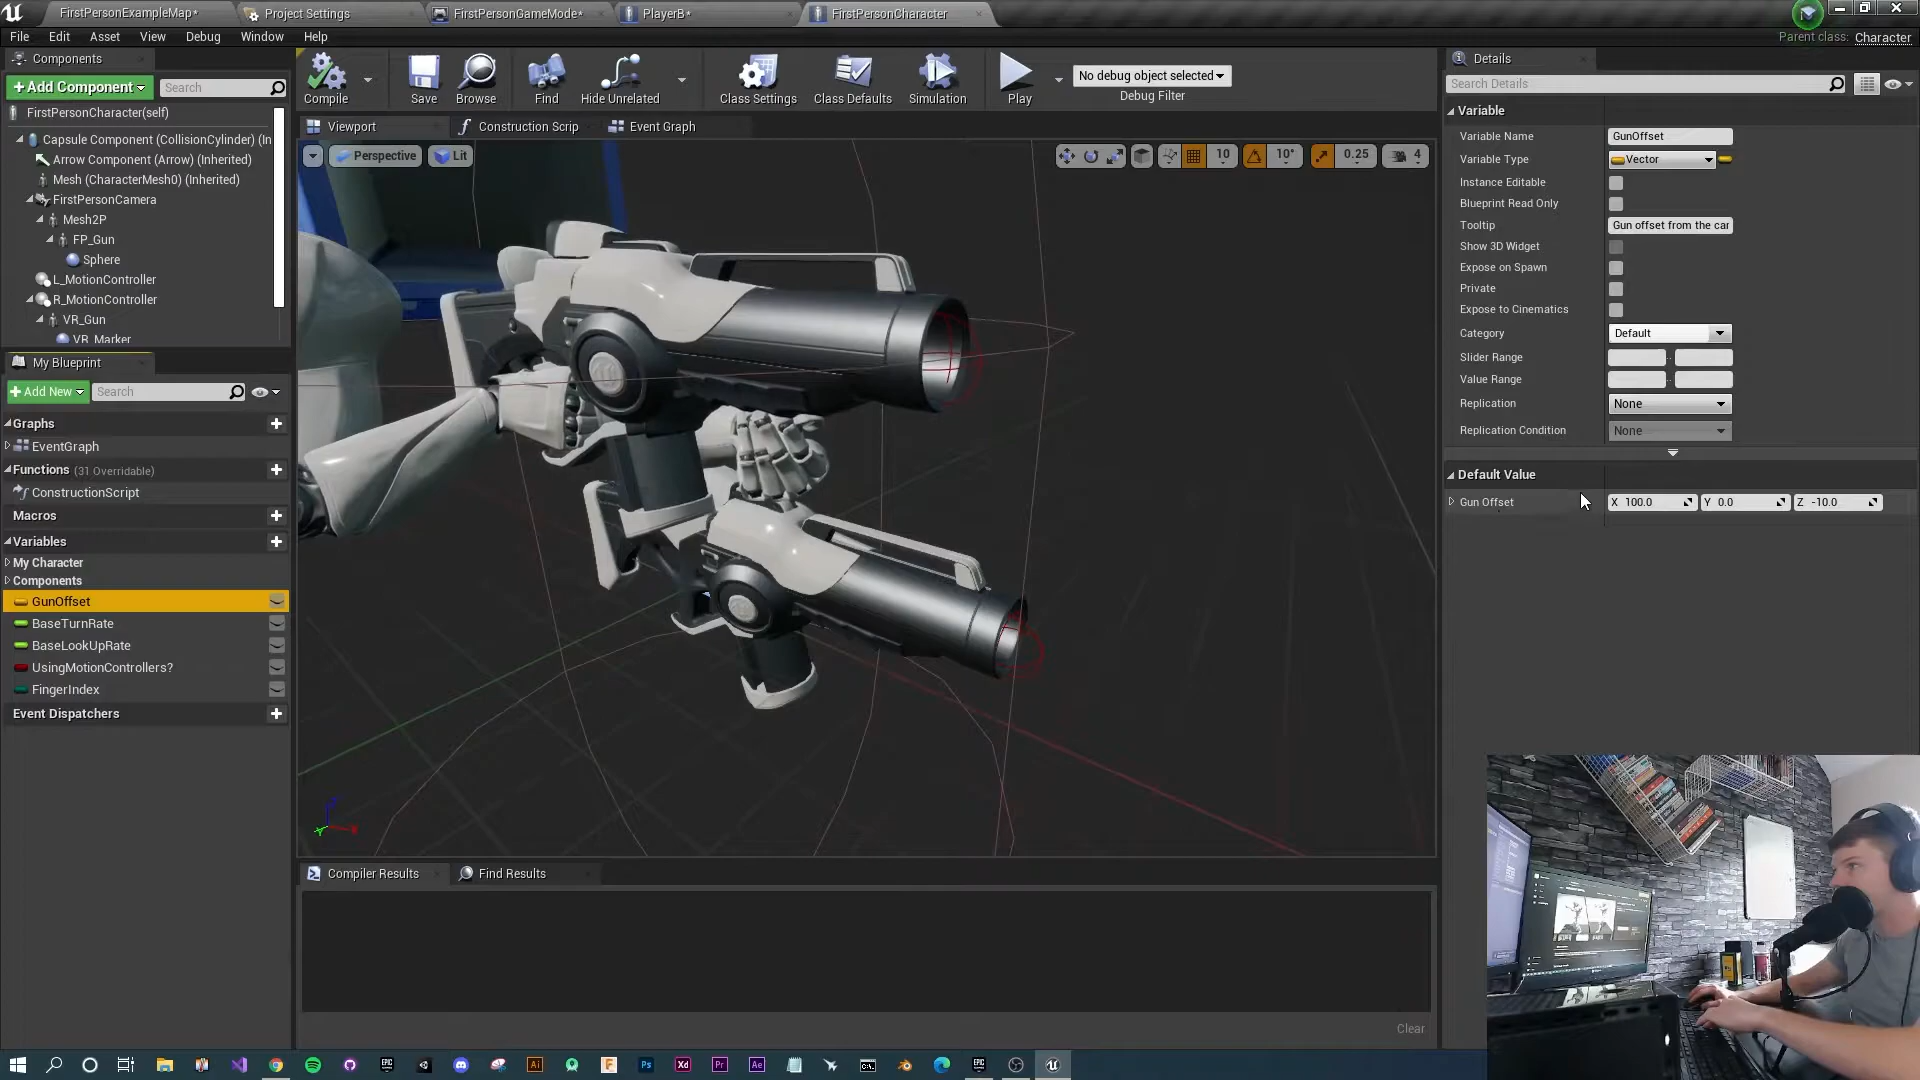 FirstPersonExampleMap*
Project Settings
FirstPersonGameMode*
PlayerB*
FirstPersonCharacter
File Edit Asset View Debug Window Help
Parent class: Character
Components
+Add Component
Search
FirstPersonCharacter(self)
Capsule Component (CollisionCylinder) (In
Arrow Component (Arrow) (Inherited)
Mesh (CharacterMesh0) (Inherited)
FirstPersonCamera
Mesh2P
FP_Gun
Sphere
L_MotionController
R_MotionController
VR_Gun
VR_Marker
Compile
Save
Browse
Find
Hide Unrelated
Class Settings
Class Defaults
Simulation
Play
No debug object selected
Debug Filter
Viewport
Construction Scrip
Event Graph
Perspective
Lit
10
10°
0.25
4
My Blueprint
+Add New
Search
Graphs
EventGraph
Functions (31 Overridable)
ConstructionScript
Macros
Variables
My Character
Components
GunOffset
BaseTurnRate
BaseLookUpRate
UsingMotionControllers?
FingerIndex
Event Dispatchers
Compiler Results
Find Results
Clear
Details
Search Details
Variable
Variable Name GunOffset
Variable Type Vector
Instance Editable
Blueprint Read Only
Tooltip Gun offset from the car
Show 3D Widget
Expose on Spawn
Private
Expose to Cinematics
Category Default
Slider Range
Value Range
Replication None
Replication Condition None
Default Value
Gun Offset X 100.0 Y 0.0 Z -10.0